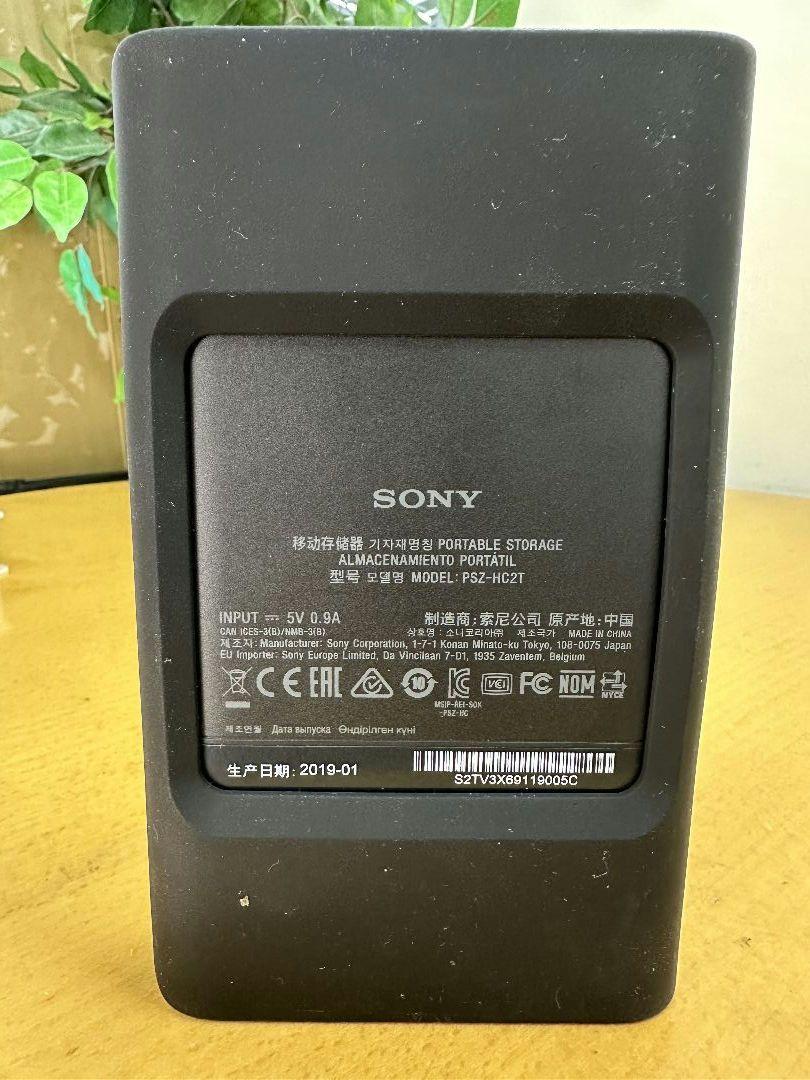 SONY
移动存储器 기자재명칭 PORTABLE STORAGE
ALMACENAMIENTO PORTÁTIL
型号 모델명 MODEL: PSZ-HC2T
INPUT ⎓ 5V 0.9A 制造商:索尼公司 原产地:中国
CAN ICES-3(B)/NMB-3(B) 상호명 : 소니코리아㈜ 제조국가 MADE IN CHINA
제조자: Manufacturer: Sony Corporation, 1-7-1 Konan Minato-ku Tokyo, 108-0075 Japan
EU Importer: Sony Europe Limited, Da Vincilaan 7-D1, 1935 Zaventem, Belgium
CE EAC 10 KC VCI FC NOM NYCE
MSIP-REI-SOK
-PSZ-HC
제조연월 Дата выпуска Өндірілген күні
生产日期: 2019-01
S2TV3X69119005C